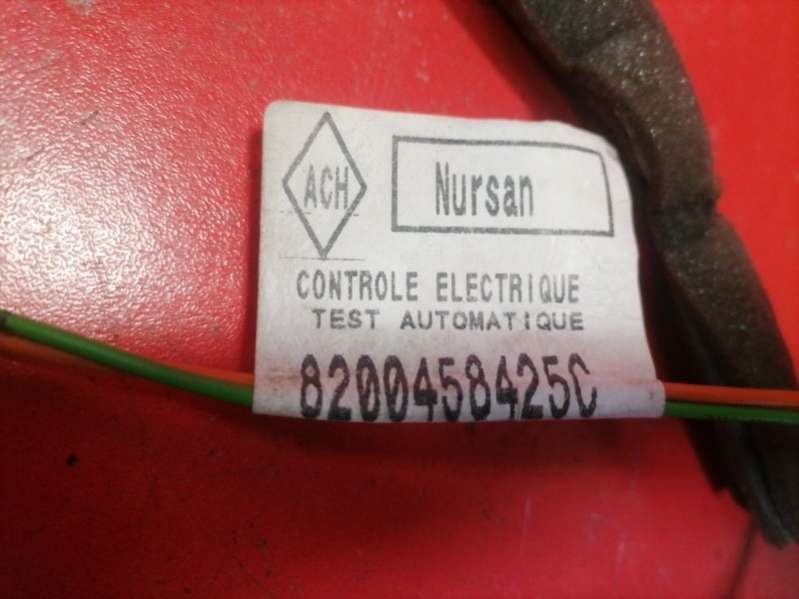 ACH
Nursan
CONTROLE ELECTRIQUE
TEST AUTOMATIQUE
8200458425C